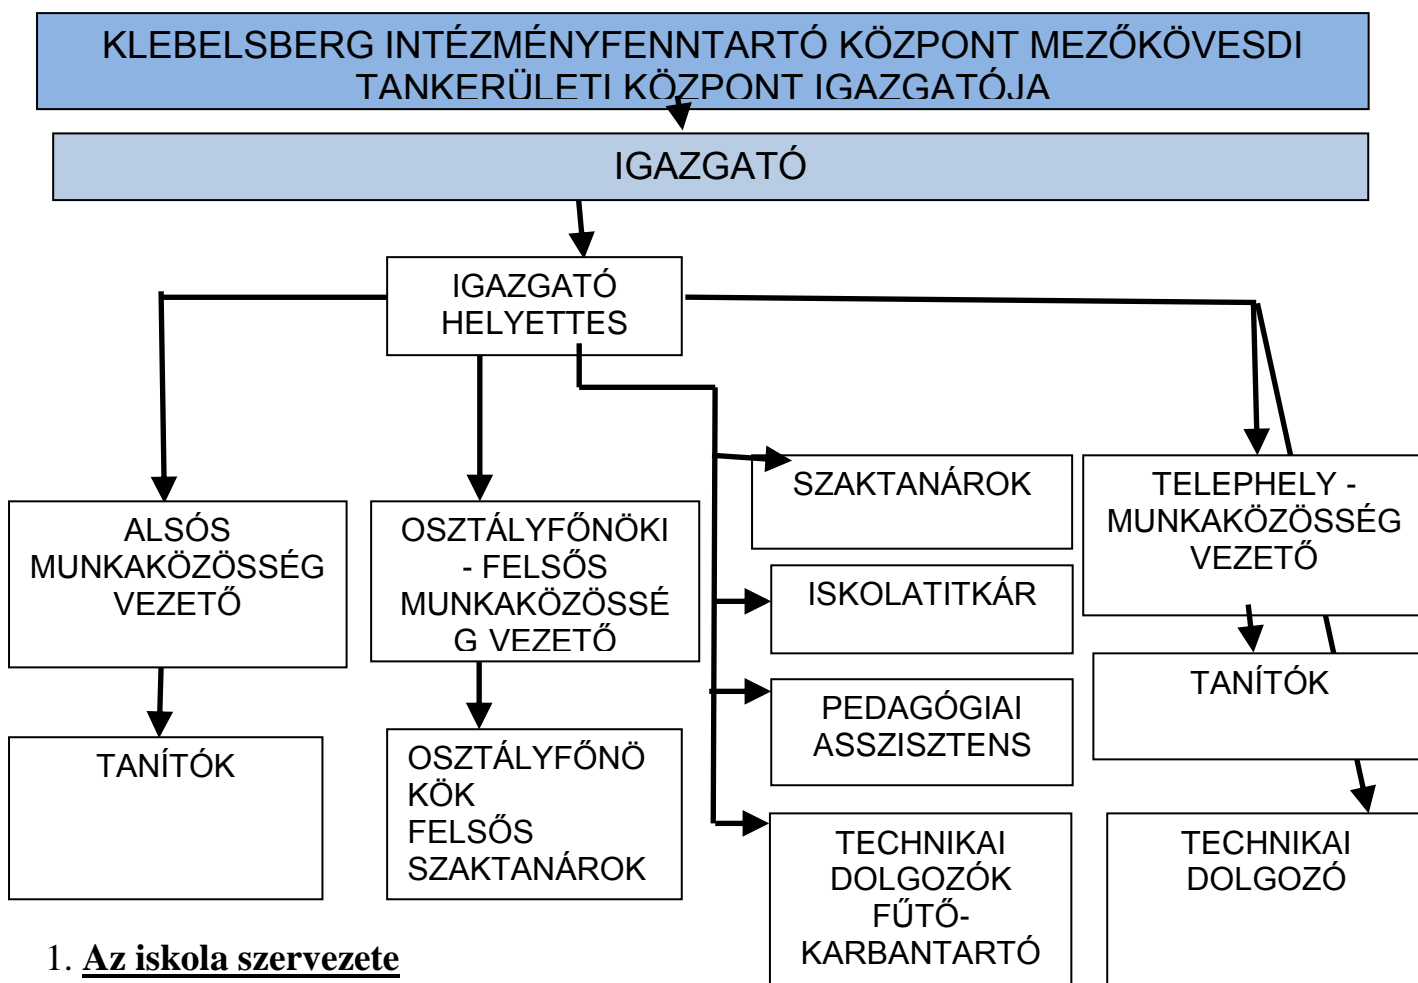 KLEBELSBERG INTÉZMÉNYFENNTARTÓ KÖZPONT MEZŐKÖVESDI
TANKERÜLETI KÖZPONT IGAZGATÓJA
IGAZGATÓ
IGAZGATÓ
HELYETTES
ALSÓS
MUNKAKÖZÖSSÉG
VEZETŐ
OSZTÁLYFŐNÖKI
- FELSŐS
MUNKAKÖZÖSSÉ
G VEZETŐ
SZAKTANÁROK
TELEPHELY -
MUNKAKÖZÖSSÉG
VEZETŐ
ISKOLATITKÁR
TANÍTÓK
PEDAGÓGIAI
ASSZISZTENS
TANÍTÓK
OSZTÁLYFŐNÖ
KÖK
FELSŐS
SZAKTANÁROK
TECHNIKAI
DOLGOZÓK
FŰTŐ-
KARBANTARTÓ
TECHNIKAI
DOLGOZÓ
1. Az iskola szervezete